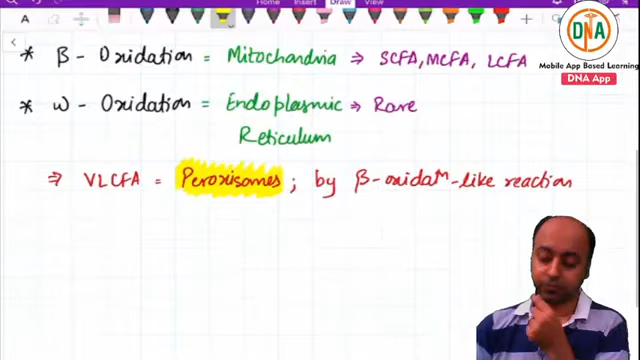 Home Insert Draw View
DNA
Mobile App Based Learning
DNA App
* β - Oxidation = Mitochondria ⇒ SCFA, MCFA, LCFA
* ω - Oxidation = Endoplasmic ⇒ Rare
Reticulum
⇒ VLCFA = Peroxisomes ; by β-oxidaᵗⁿ-like reaction